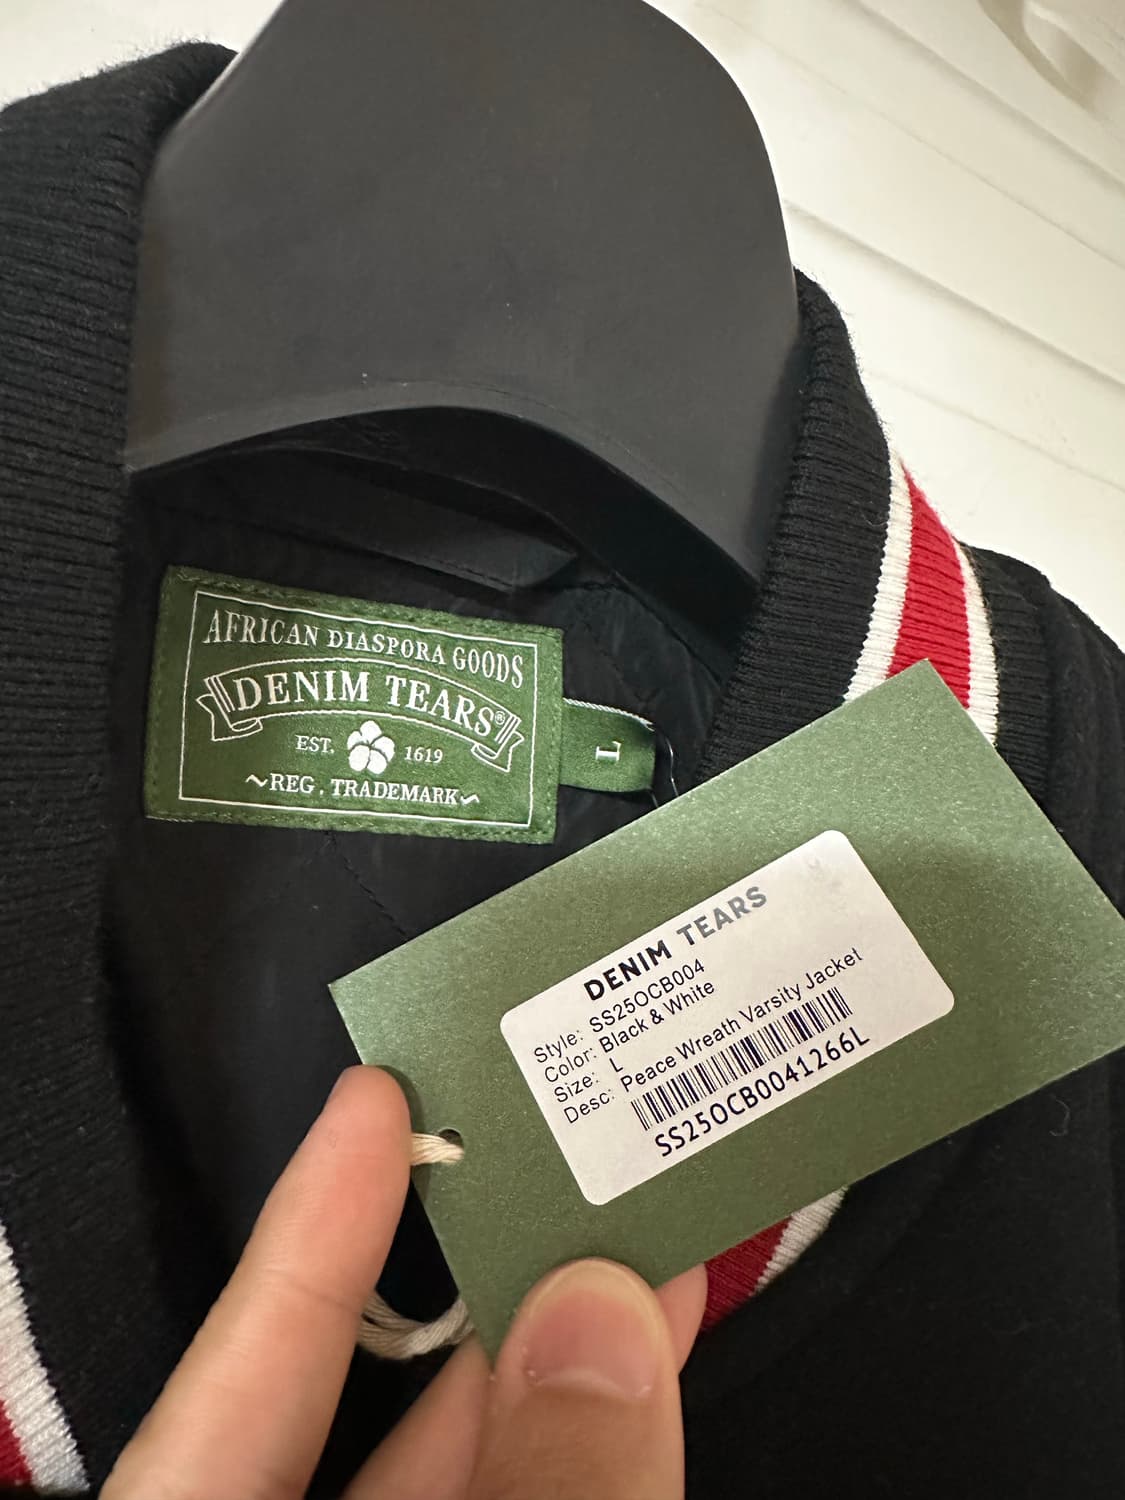 AFRICAN DIASPORA GOODS
DENIM TEARS®
EST. 1619
~REG. TRADEMARK~
L
DENIM TEARS
Style: SS25OCB004
Color: Black & White
Size: L
Desc: Peace Wreath Varsity Jacket
SS25OCB0041266L